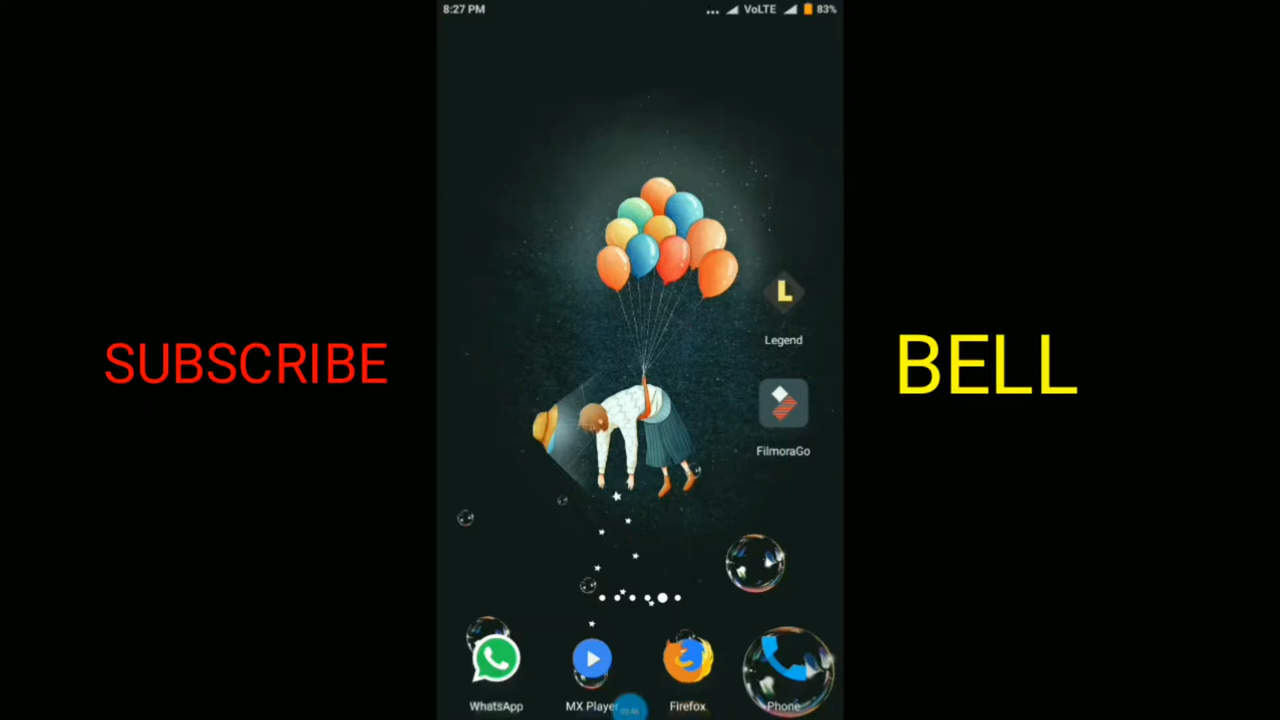 8:27 PM
VoLTE 83%
Legend
SUBSCRIBE
BELL
FilmoraGo
WhatsApp
MX Player
Firefox
Phone